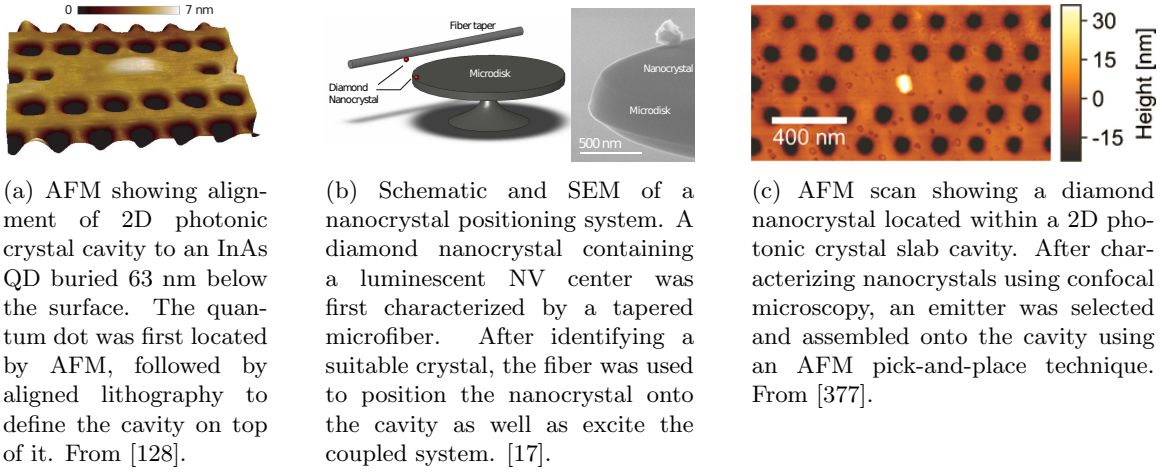 0 7 nm
Fiber taper
Diamond
Nanocrystal
Microdisk
Nanocrystal
Microdisk
500 nm
400 nm
30
15
0
-15
Height [nm]
(a) AFM showing align-
ment of 2D photonic
crystal cavity to an InAs
QD buried 63 nm below
the surface. The quan-
tum dot was first located
by AFM, followed by
aligned lithography to
define the cavity on top
of it. From [128].
(b) Schematic and SEM of a
nanocrystal positioning system. A
diamond nanocrystal containing
a luminescent NV center was
first characterized by a tapered
microfiber. After identifying a
suitable crystal, the fiber was used
to position the nanocrystal onto
the cavity as well as excite the
coupled system. [17].
(c) AFM scan showing a diamond
nanocrystal located within a 2D pho-
tonic crystal slab cavity. After char-
acterizing nanocrystals using confocal
microscopy, an emitter was selected
and assembled onto the cavity using
an AFM pick-and-place technique.
From [377].